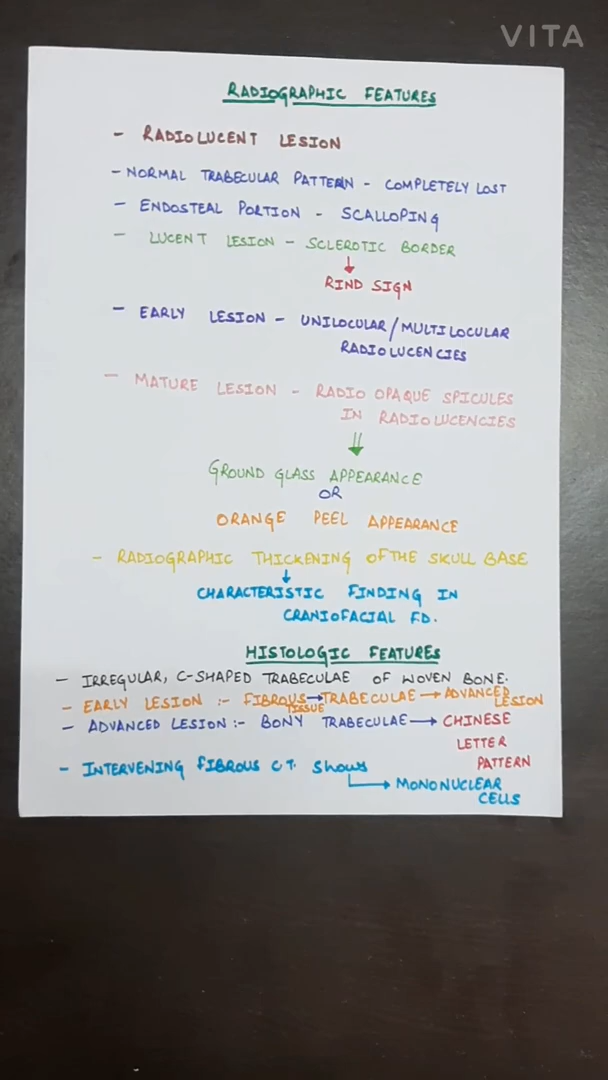 VITA
RADIOGRAPHIC FEATURES
- RADIOLUCENT LESION
- NORMAL TRABECULAR PATTERN - COMPLETELY LOST
- ENDOSTEAL PORTION - SCALLOPING
- LUCENT LESION - SCLEROTIC BORDER
↓
RIND SIGN
- EARLY LESION - UNILOCULAR/MULTILOCULAR
RADIOLUCENCIES
- MATURE LESION - RADIO OPAQUE SPICULES
IN RADIOLUCENCIES
⇓
GROUND GLASS APPEARANCE
OR
ORANGE PEEL APPEARANCE
- RADIOGRAPHIC THICKENING OF THE SKULL BASE
↓
CHARACTERISTIC FINDING IN
CRANIOFACIAL F.D.
HISTOLOGIC FEATURES
- IRREGULAR, C-SHAPED TRABECULAE OF WOVEN BONE.
- EARLY LESION :- FIBROUS TISSUE → TRABECULAE → ADVANCED LESION
- ADVANCED LESION :- BONY TRABECULAE → CHINESE
LETTER
PATTERN
- INTERVENING FIBROUS C.T. Shows
→ MONONUCLEAR
CELLS